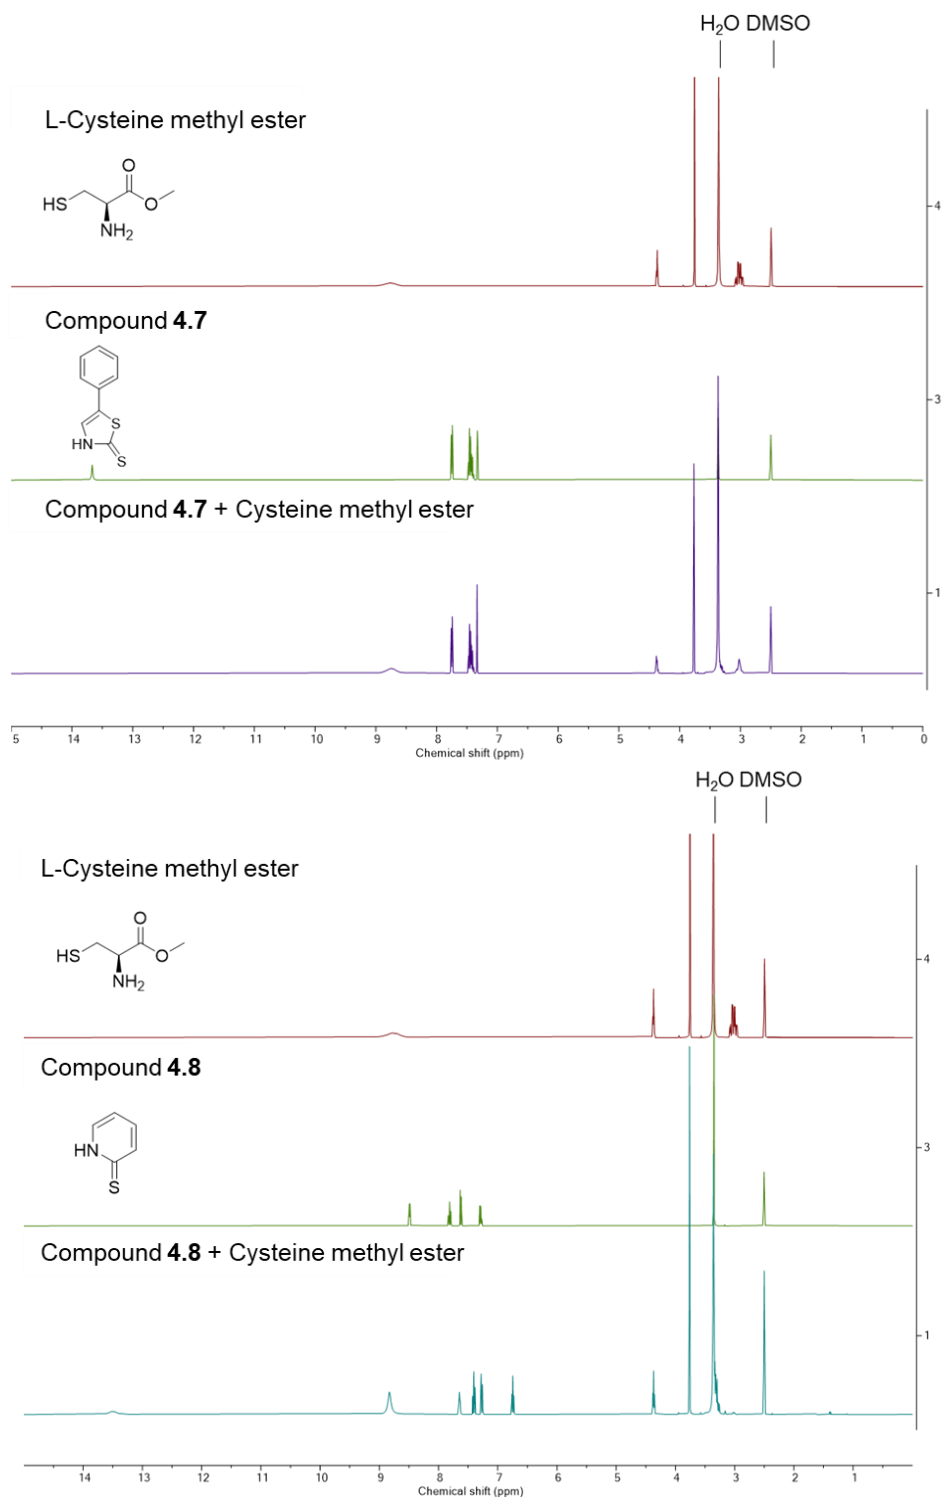 H₂O DMSO
L-Cysteine methyl ester
O
HS
O
NH₂
4
Compound 4.7
S
HN
S
3
Compound 4.7 + Cysteine methyl ester
1
5 14 13 12 11 10 9 8 7 6 5 4 3 2 1 0
Chemical shift (ppm)
H₂O DMSO
L-Cysteine methyl ester
O
HS
O
NH₂
4
Compound 4.8
HN
S
3
Compound 4.8 + Cysteine methyl ester
1
14 13 12 11 10 9 8 7 6 5 4 3 2 1
Chemical shift (ppm)